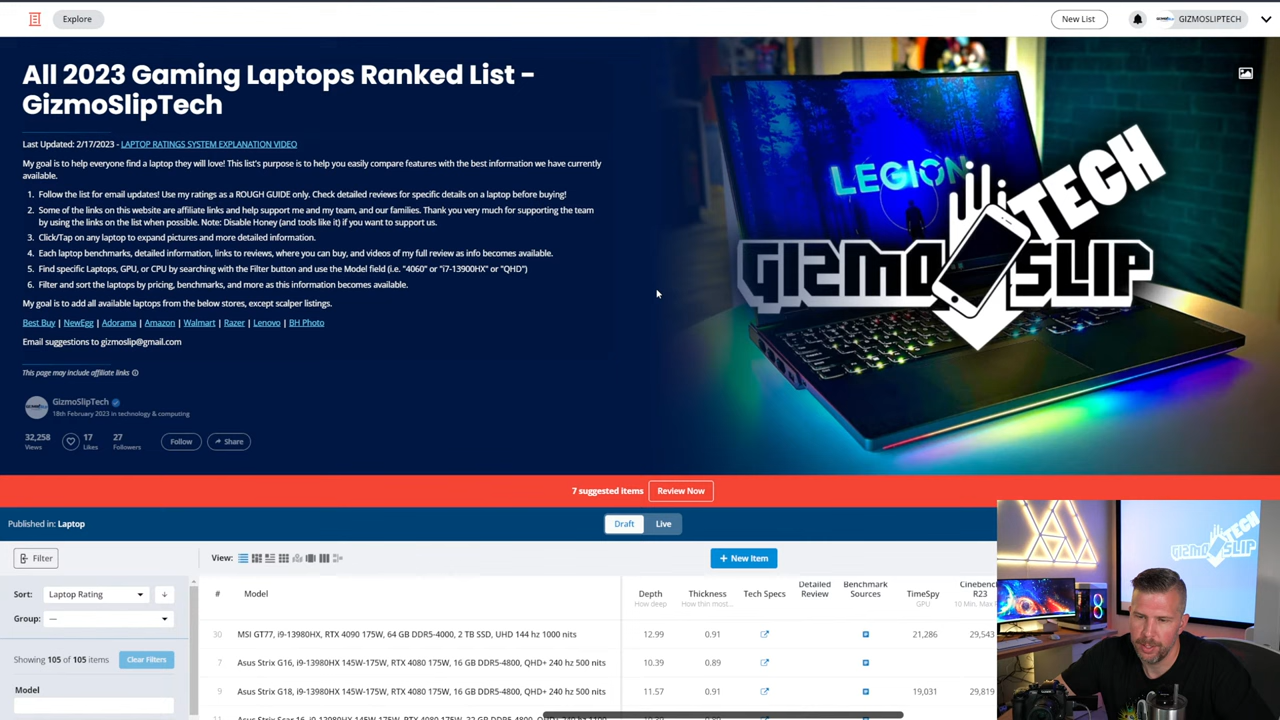 Explore
New List
GIZMOSLIPTECH
All 2023 Gaming Laptops Ranked List -
GizmoSlipTech
Last Updated: 2/17/2023 - LAPTOP RATINGS SYSTEM EXPLANATION VIDEO
My goal is to help everyone find a laptop they will love! This list's purpose is to help you easily compare features with the best information we have currently
available.
1. Follow the list for email updates! Use my ratings as a ROUGH GUIDE only. Check detailed reviews for specific details on a laptop before buying!
2. Some of the links on this website are affiliate links and help support me and my team, and our families. Thank you very much for supporting the team
by using the links on the list when possible. Note: Disable Honey (and tools like it) if you want to support us.
3. Click/Tap on any laptop to expand pictures and more detailed information.
4. Each laptop benchmarks, detailed information, links to reviews, where you can buy, and videos of my full review as info becomes available.
5. Find specific Laptops, GPU, or CPU by searching with the Filter button and use the Model field (i.e. "4060" or "i7-13900HX" or "QHD")
6. Filter and sort the laptops by pricing, benchmarks, and more as this information becomes available.
My goal is to add all available laptops from the below stores, except scalper listings.
Best Buy | NewEgg | Adorama | Amazon | Walmart | Razer | Lenovo | BH Photo
Email suggestions to gizmoslip@gmail.com
This page may include affiliate links
GizmoSlipTech
18th February 2023 in technology & computing
32,258 17 27 Follow Share
Views Likes Followers
LEGION
GIZMO SLIP TECH
7 suggested items Review Now
Published in: Laptop
Draft Live
Filter
View:
+ New Item
Sort: Laptop Rating
Group: —
Showing 105 of 105 items Clear Filters
Model
# Model Depth Thickness Tech Specs Detailed Review Benchmark Sources TimeSpy Cinebench R23
How deep How thin most... GPU 10 Min. Max
30 MSI GT77, i9-13980HX, RTX 4090 175W, 64 GB DDR5-4000, 2 TB SSD, UHD 144 hz 1000 nits 12.99 0.91 21,286 29,543
7 Asus Strix G16, i9-13980HX 145W-175W, RTX 4080 175W, 16 GB DDR5-4800, QHD+ 240 hz 500 nits 10.39 0.89
9 Asus Strix G18, i9-13980HX 145W-175W, RTX 4080 175W, 16 GB DDR5-4800, QHD+ 240 hz 500 nits 11.57 0.91 19,031 29,819
GIZMO SLIP TECH